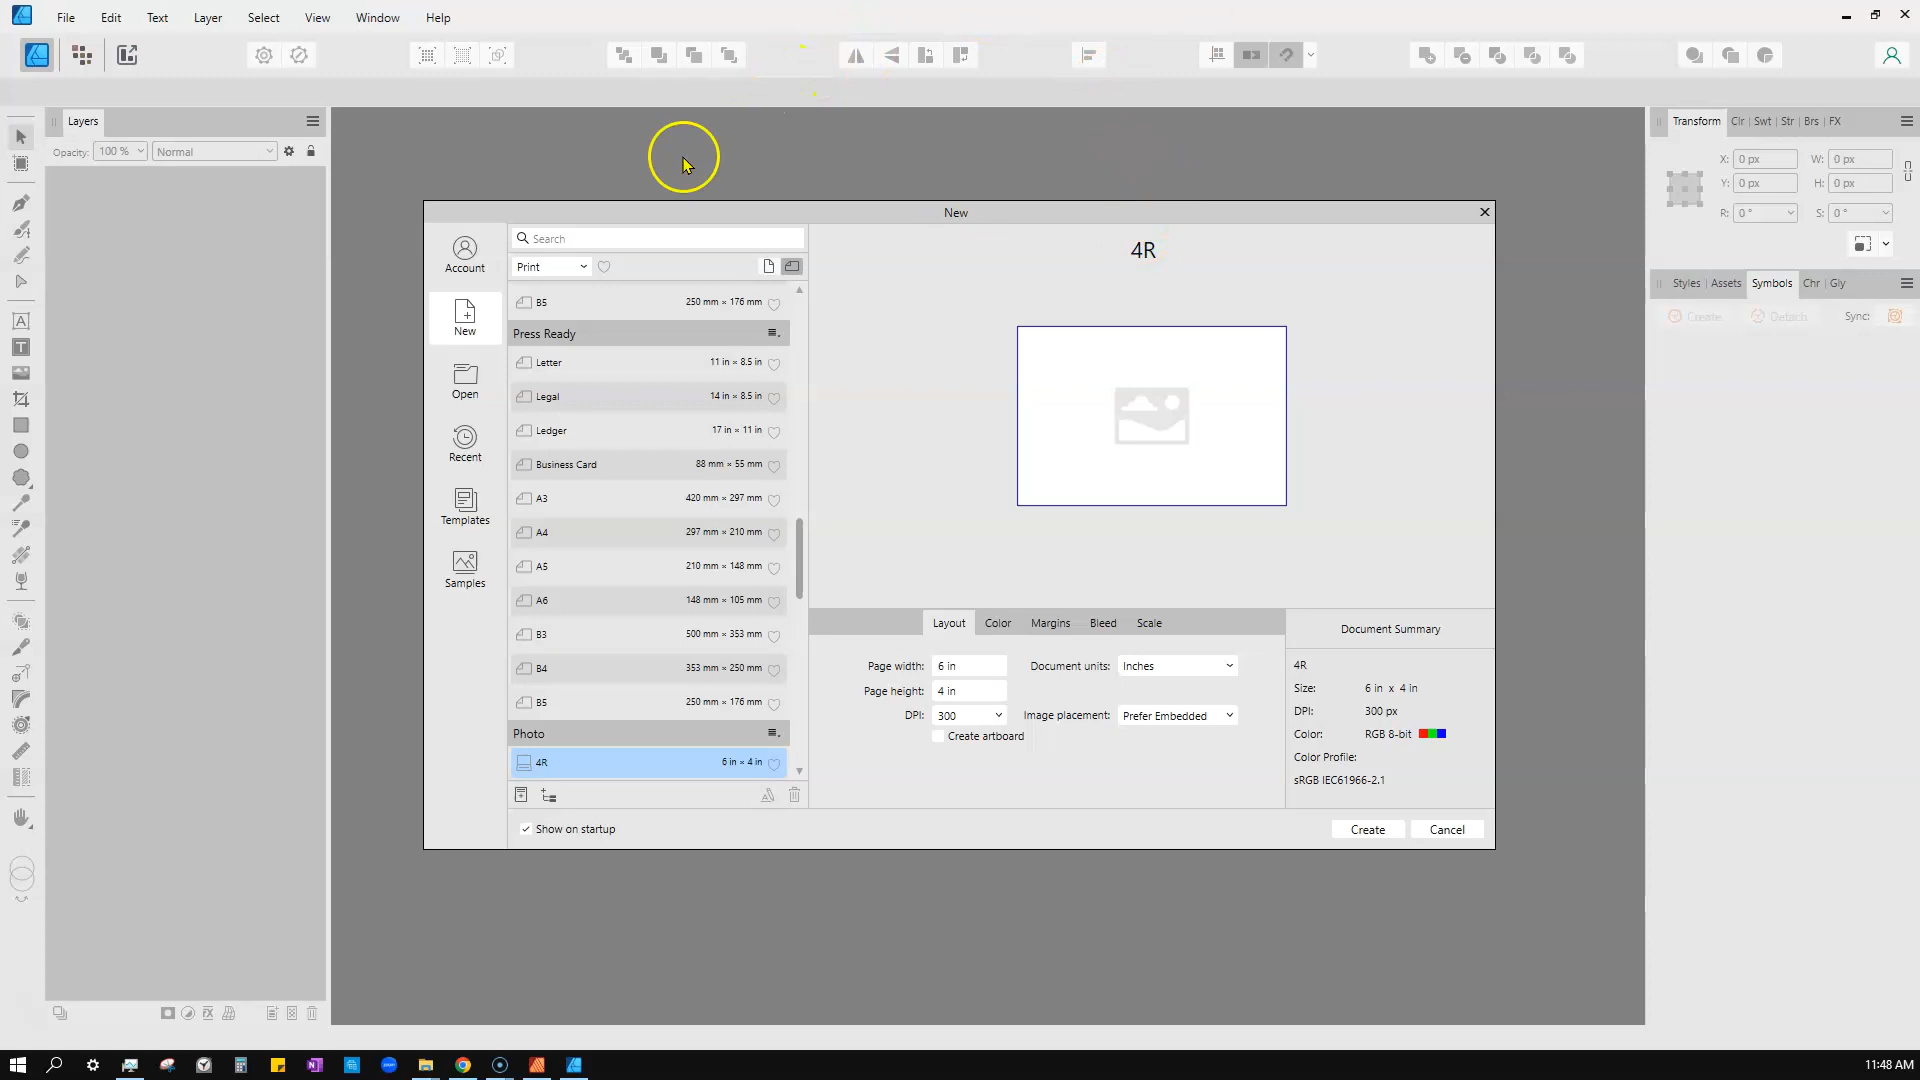 File Edit Text Layer Select View Window Help
Layers
Opacity: 100 % Normal
Transform Clr Swt Str Brs FX
X: 0 px W: 0 px
Y: 0 px H: 0 px
R: 0 ° S: 0 °
Styles Assets Symbols Chr Gly
Create Detach Sync:
New
Account
New
Open
Recent
Templates
Samples
Search
Print
B5 250 mm × 176 mm
Press Ready
Letter 11 in × 8.5 in
Legal 14 in × 8.5 in
Ledger 17 in × 11 in
Business Card 88 mm × 55 mm
A3 420 mm × 297 mm
A4 297 mm × 210 mm
A5 210 mm × 148 mm
A6 148 mm × 105 mm
B3 500 mm × 353 mm
B4 353 mm × 250 mm
B5 250 mm × 176 mm
Photo
4R 6 in × 4 in
Show on startup
4R
Layout Color Margins Bleed Scale
Page width: 6 in Document units: Inches
Page height: 4 in
DPI: 300 Image placement: Prefer Embedded
Create artboard
Document Summary
4R
Size: 6 in x 4 in
DPI: 300 px
Color: RGB 8-bit
Color Profile:
sRGB IEC61966-2.1
Create Cancel
11:48 AM